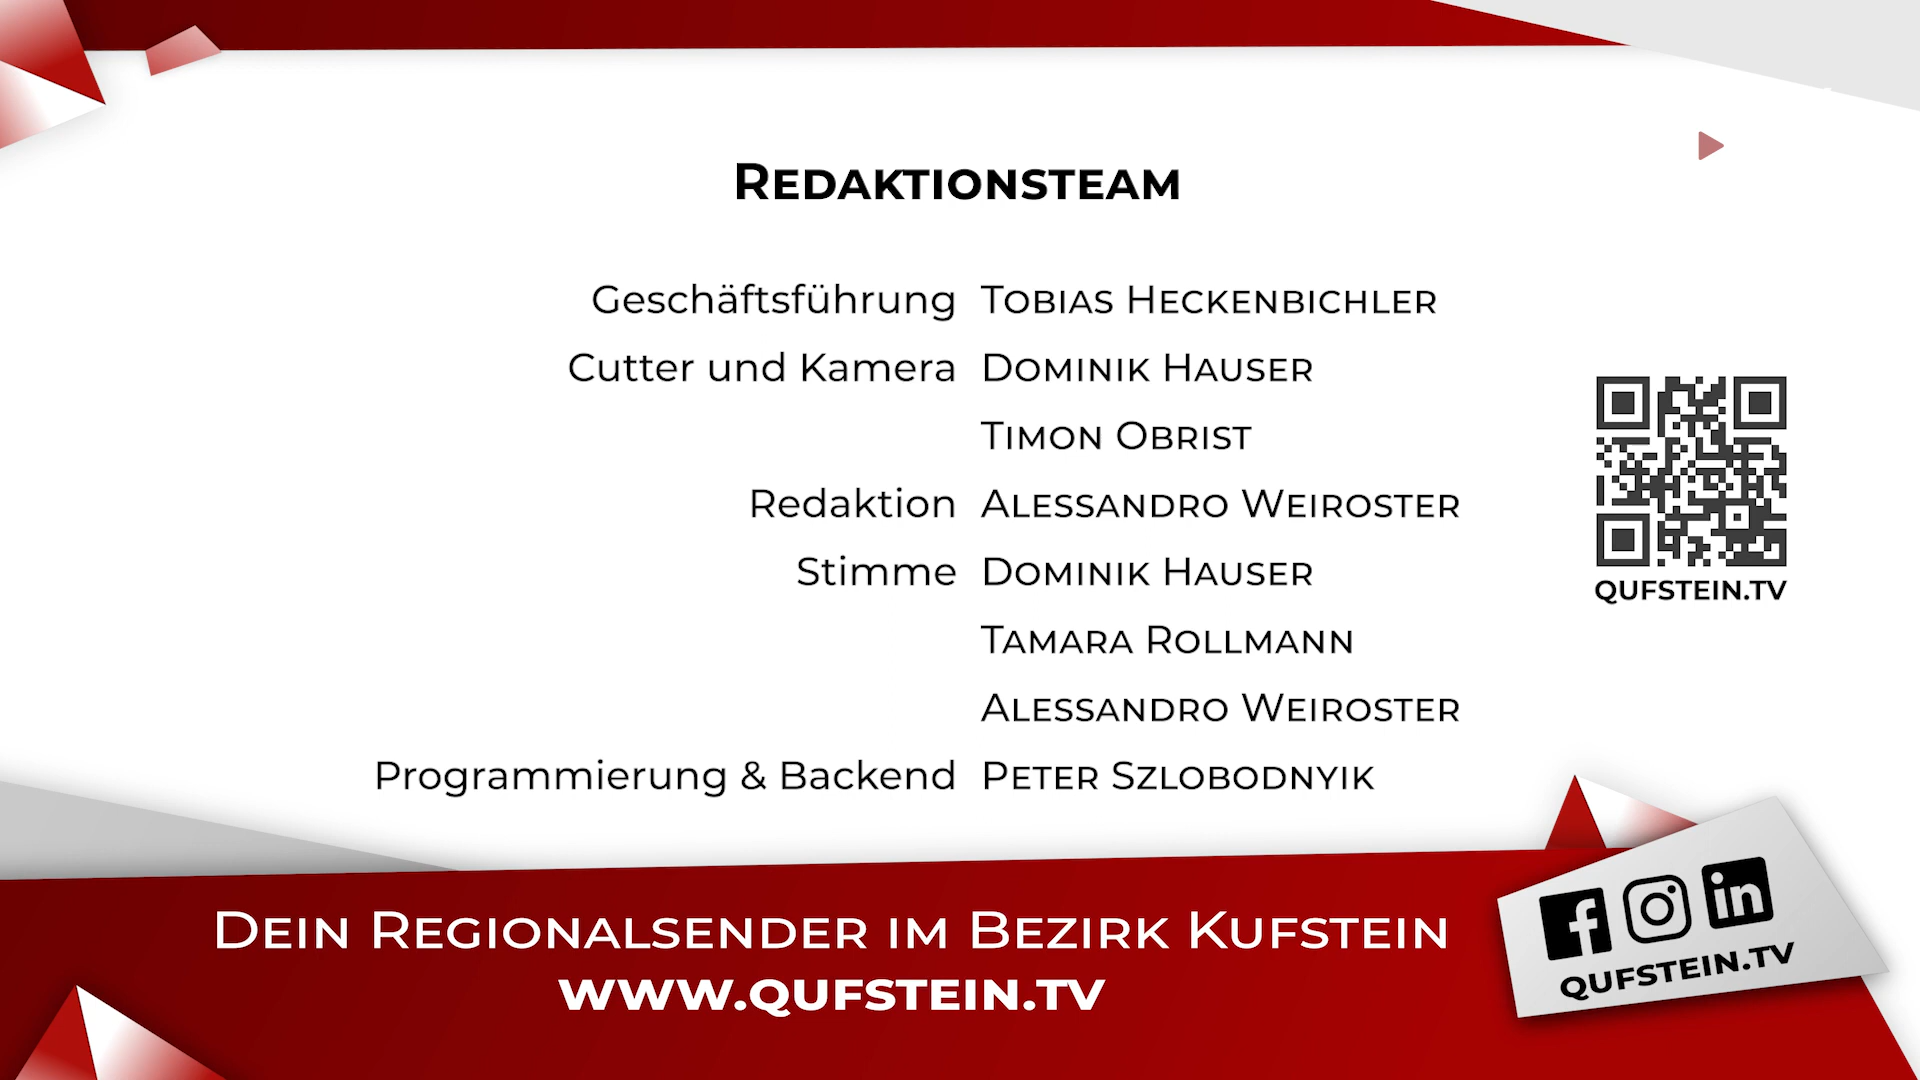 Redaktionsteam
Geschäftsführung Tobias Heckenbichler
Cutter und Kamera Dominik Hauser
Timon Obrist
Redaktion Alessandro Weiroster
Stimme Dominik Hauser
Tamara Rollmann
Alessandro Weiroster
Programmierung & Backend Peter Szlobodnyik
QUFSTEIN.TV
Dein Regionalsender im Bezirk Kufstein
www.qufstein.tv
QUFSTEIN.TV